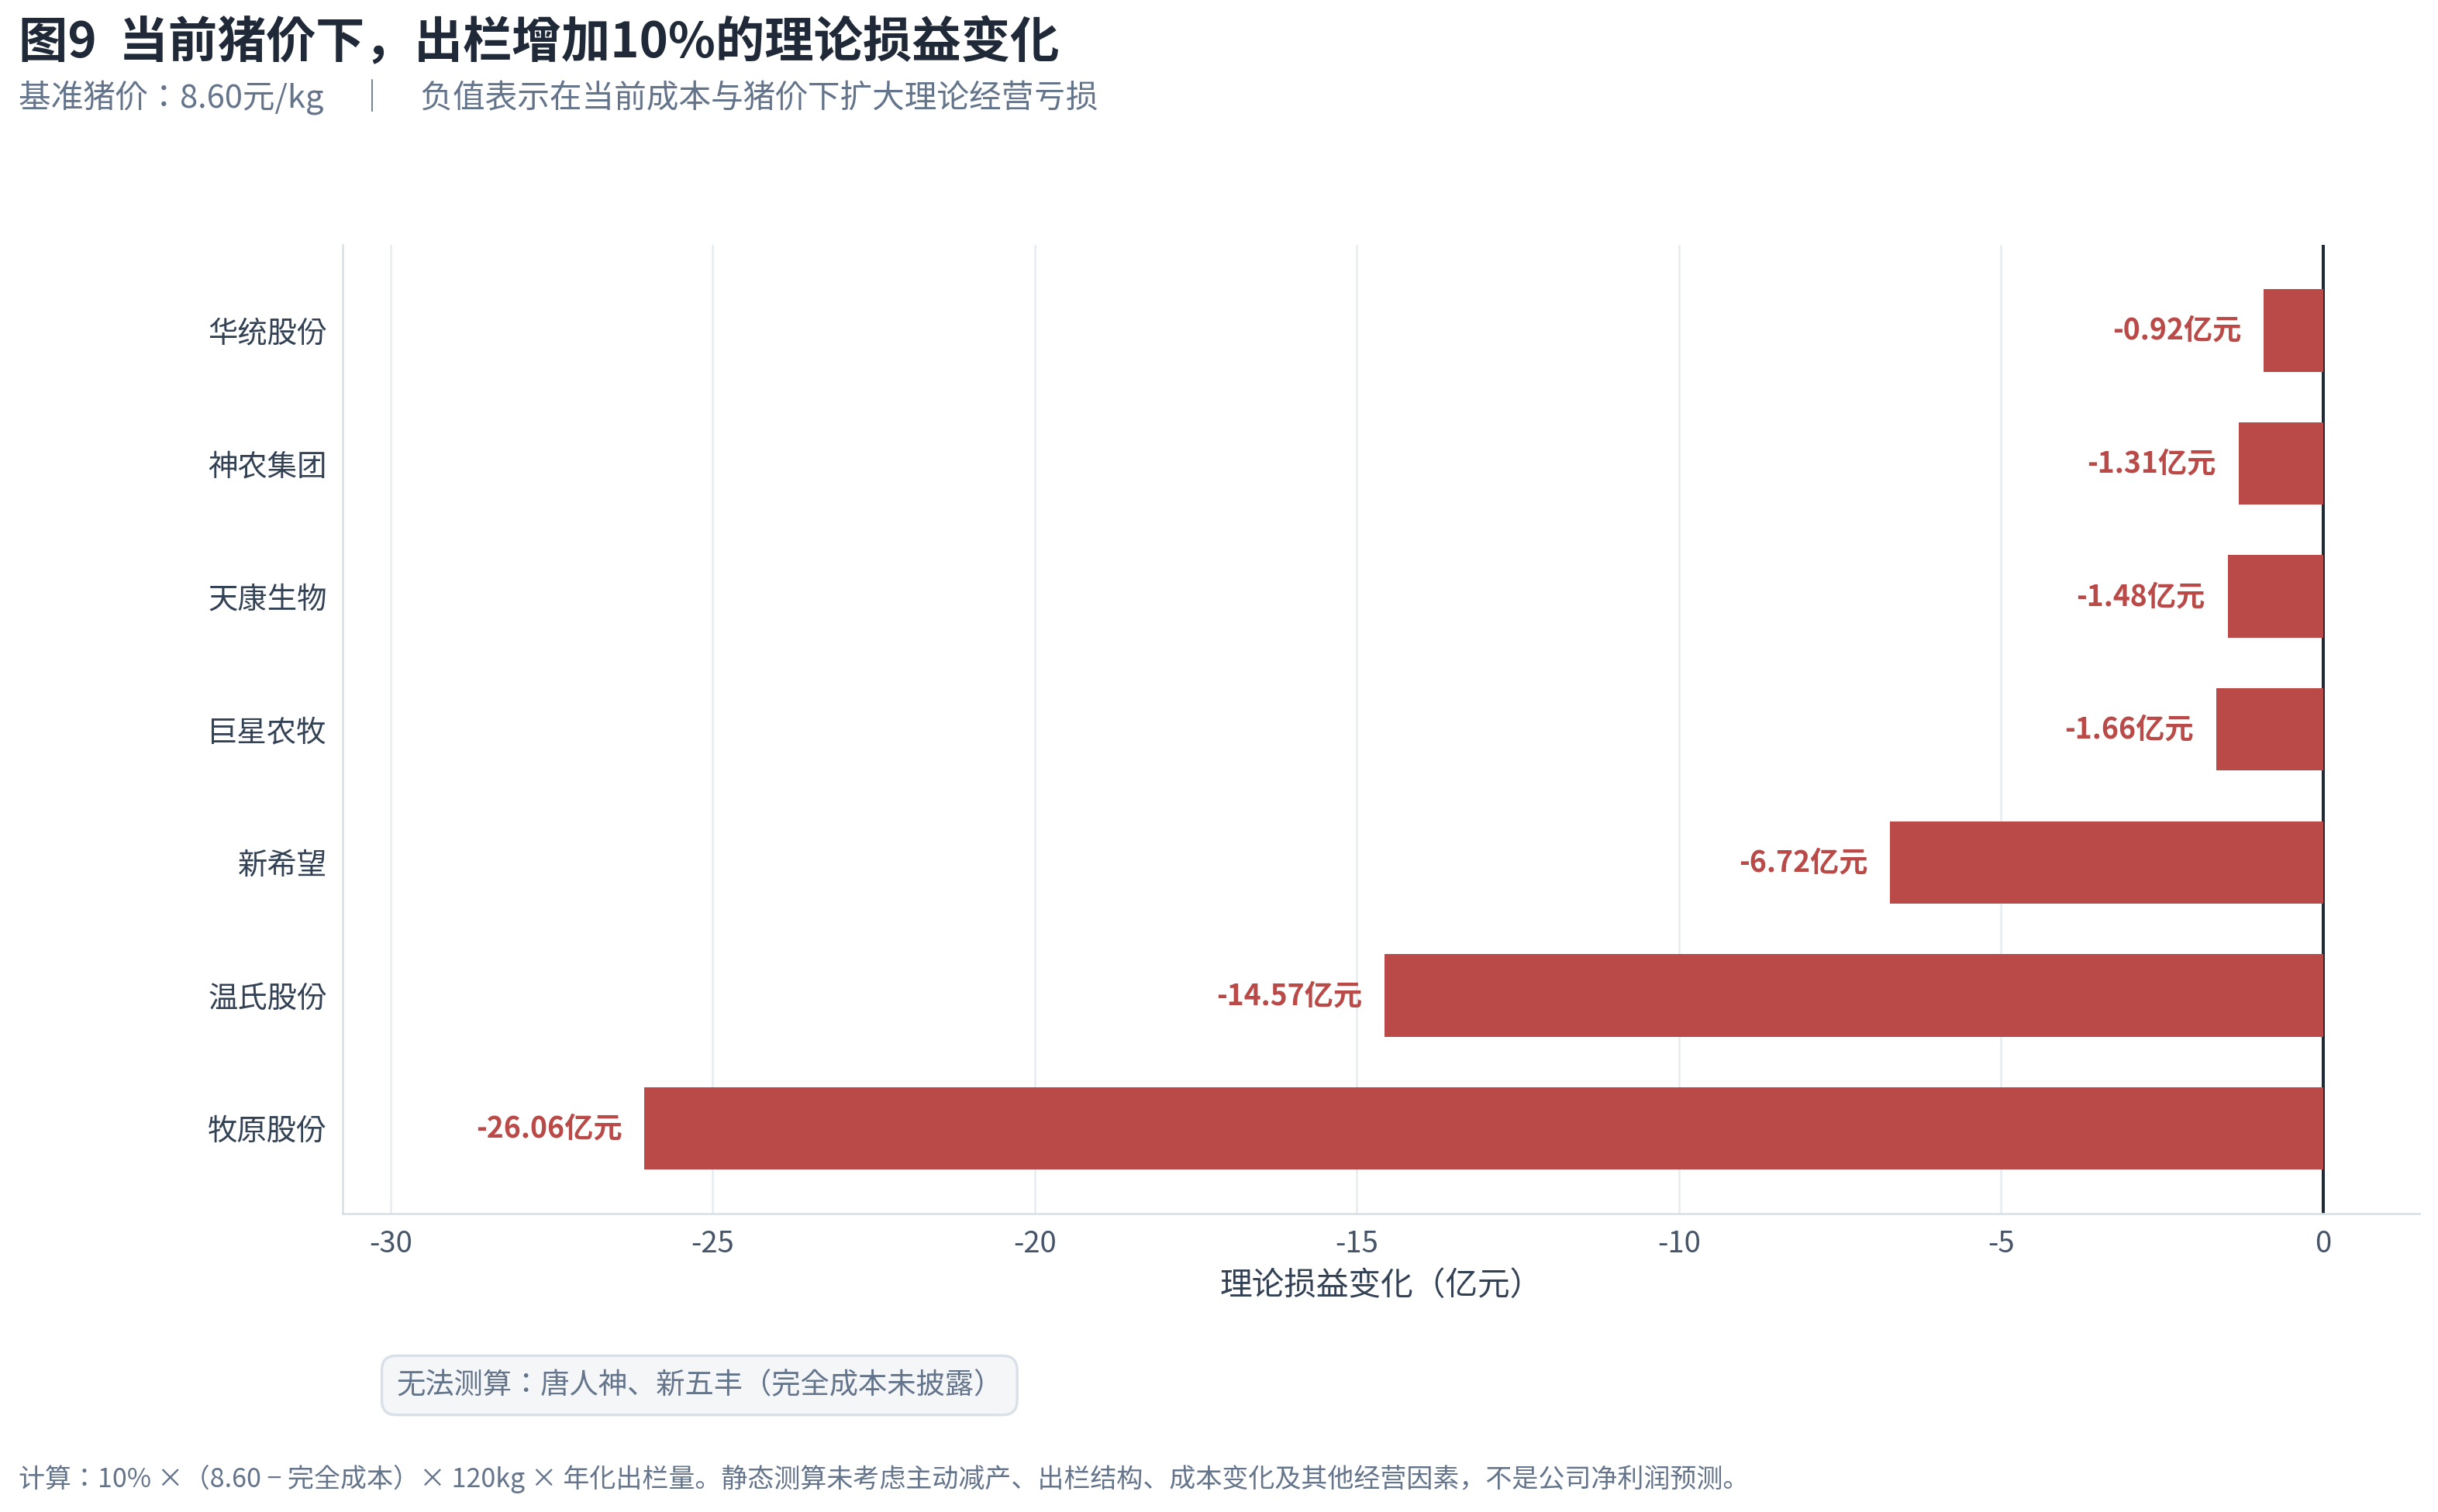 图9 当前猪价下，出栏增加10%的理论损益变化
基准猪价：8.60元/kg ｜ 负值表示在当前成本与猪价下扩大理论经营亏损
华统股份 -0.92亿元
神农集团 -1.31亿元
天康生物 -1.48亿元
巨星农牧 -1.66亿元
新希望 -6.72亿元
温氏股份 -14.57亿元
牧原股份 -26.06亿元
-30 -25 -20 -15 -10 -5 0
理论损益变化（亿元）
无法测算：唐人神、新五丰（完全成本未披露）
计算：10% ×（8.60 − 完全成本）× 120kg × 年化出栏量。静态测算未考虑主动减产、出栏结构、成本变化及其他经营因素，不是公司净利润预测。